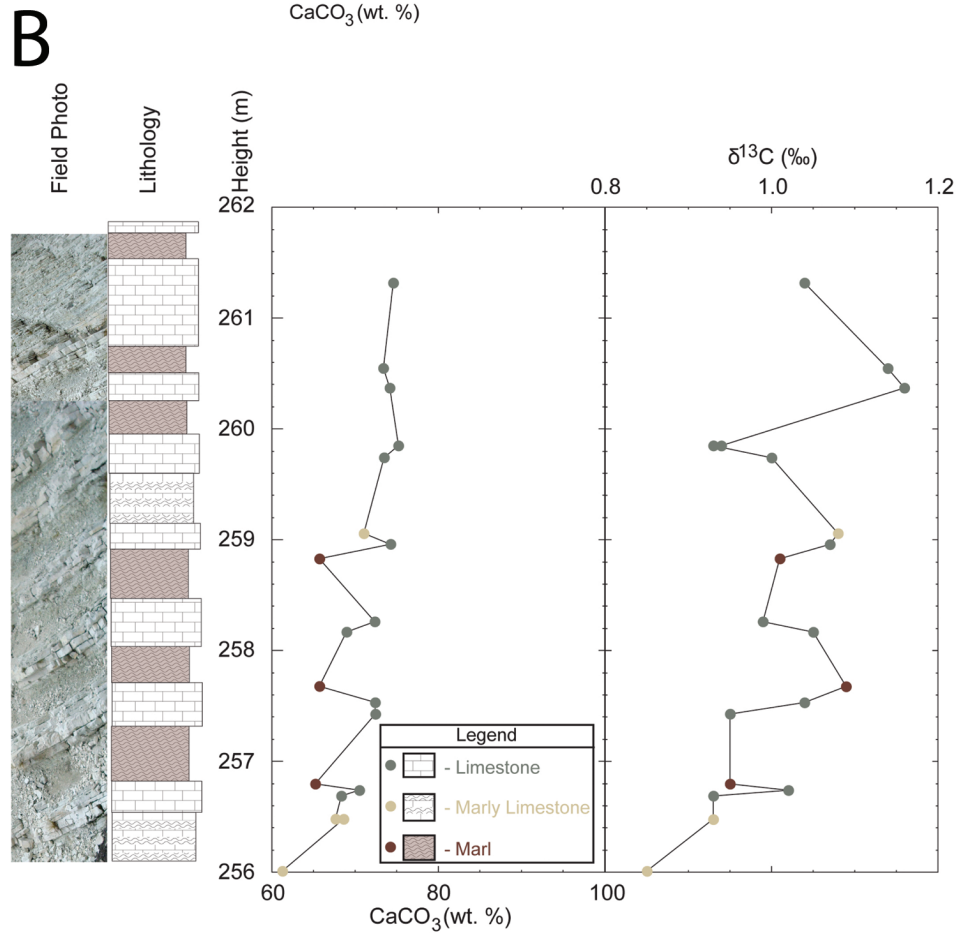 CaCO3 (wt. %)
B
Field Photo
Lithology
Height (m)
δ13C (‰)
0.8 1.0 1.2
262
261
260
259
258
257
256
Legend
- Limestone
- Marly Limestone
- Marl
60 80 100
CaCO3 (wt. %)